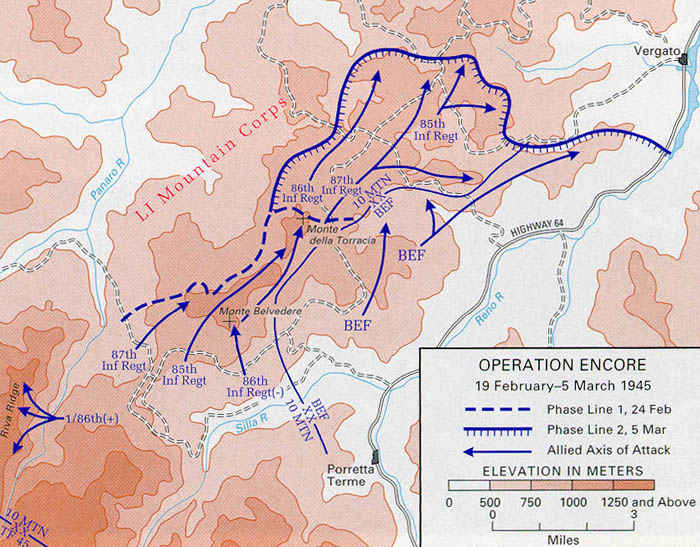 Vergato
LI Mountain Corps
Panaro R
85th
Inf Regt
86th
Inf Regt
87th
Inf Regt
10 MTN
XX
BEF
Monte
della Torracia
BEF
HIGHWAY 64
BEF
Reno R
Monte Belvedere
87th
Inf Regt
85th
Inf Regt
86th
Inf Regt(-)
BEF
XX
10 MTN
Silla R
Riva Ridge
1/86th(+)
Porretta
Terme
10 MTN
XX
TF 45
OPERATION ENCORE
19 February–5 March 1945
Phase Line 1, 24 Feb
Phase Line 2, 5 Mar
Allied Axis of Attack
ELEVATION IN METERS
0 500 750 1000 1250 and Above
0 3
Miles